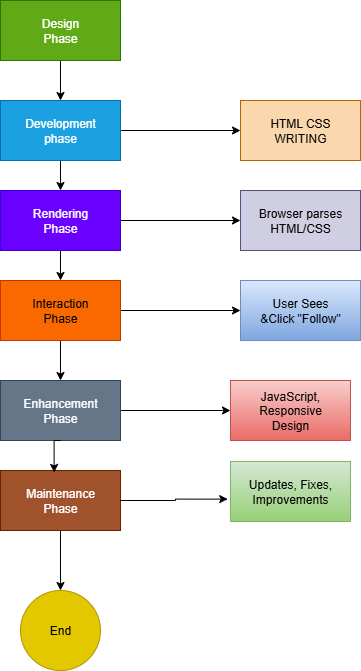 Design
Phase
Development
phase
HTML CSS
WRITING
Rendering
Phase
Browser parses
HTML/CSS
Interaction
Phase
User Sees
&Click "Follow"
Enhancement
Phase
JavaScript,
Responsive
Design
Maintenance
Phase
Updates, Fixes,
Improvements
End